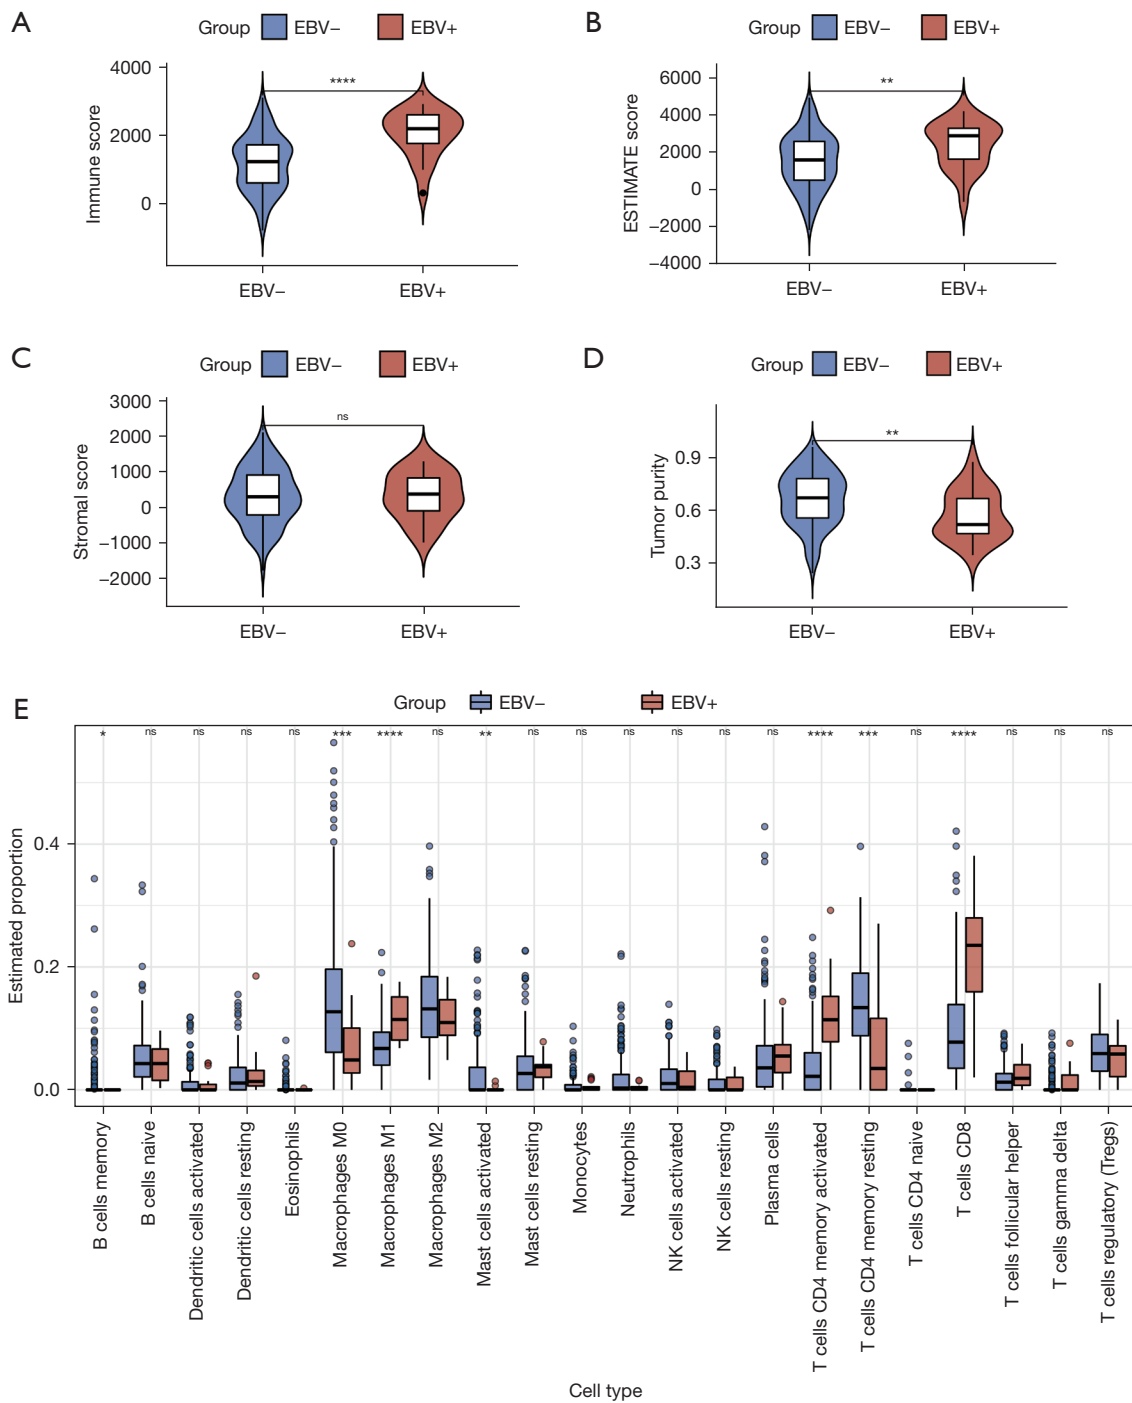 A
Group EBV– EBV+
Immune score
4000
2000
0
****
EBV– EBV+
B
Group EBV– EBV+
ESTIMATE score
6000
4000
2000
0
–2000
–4000
**
EBV– EBV+
C
Group EBV– EBV+
Stromal score
3000
2000
1000
0
–1000
–2000
ns
EBV– EBV+
D
Group EBV– EBV+
Tumor purity
0.9
0.6
0.3
**
EBV– EBV+
E
Group EBV– EBV+
* ns ns ns ns *** **** ns ** ns ns ns ns ns ns **** *** ns **** ns ns ns
Estimated proportion
0.4
0.2
0.0
B cells memory
B cells naive
Dendritic cells activated
Dendritic cells resting
Eosinophils
Macrophages M0
Macrophages M1
Macrophages M2
Mast cells activated
Mast cells resting
Monocytes
Neutrophils
NK cells activated
NK cells resting
Plasma cells
T cells CD4 memory activated
T cells CD4 memory resting
T cells CD4 naive
T cells CD8
T cells follicular helper
T cells gamma delta
T cells regulatory (Tregs)
Cell type